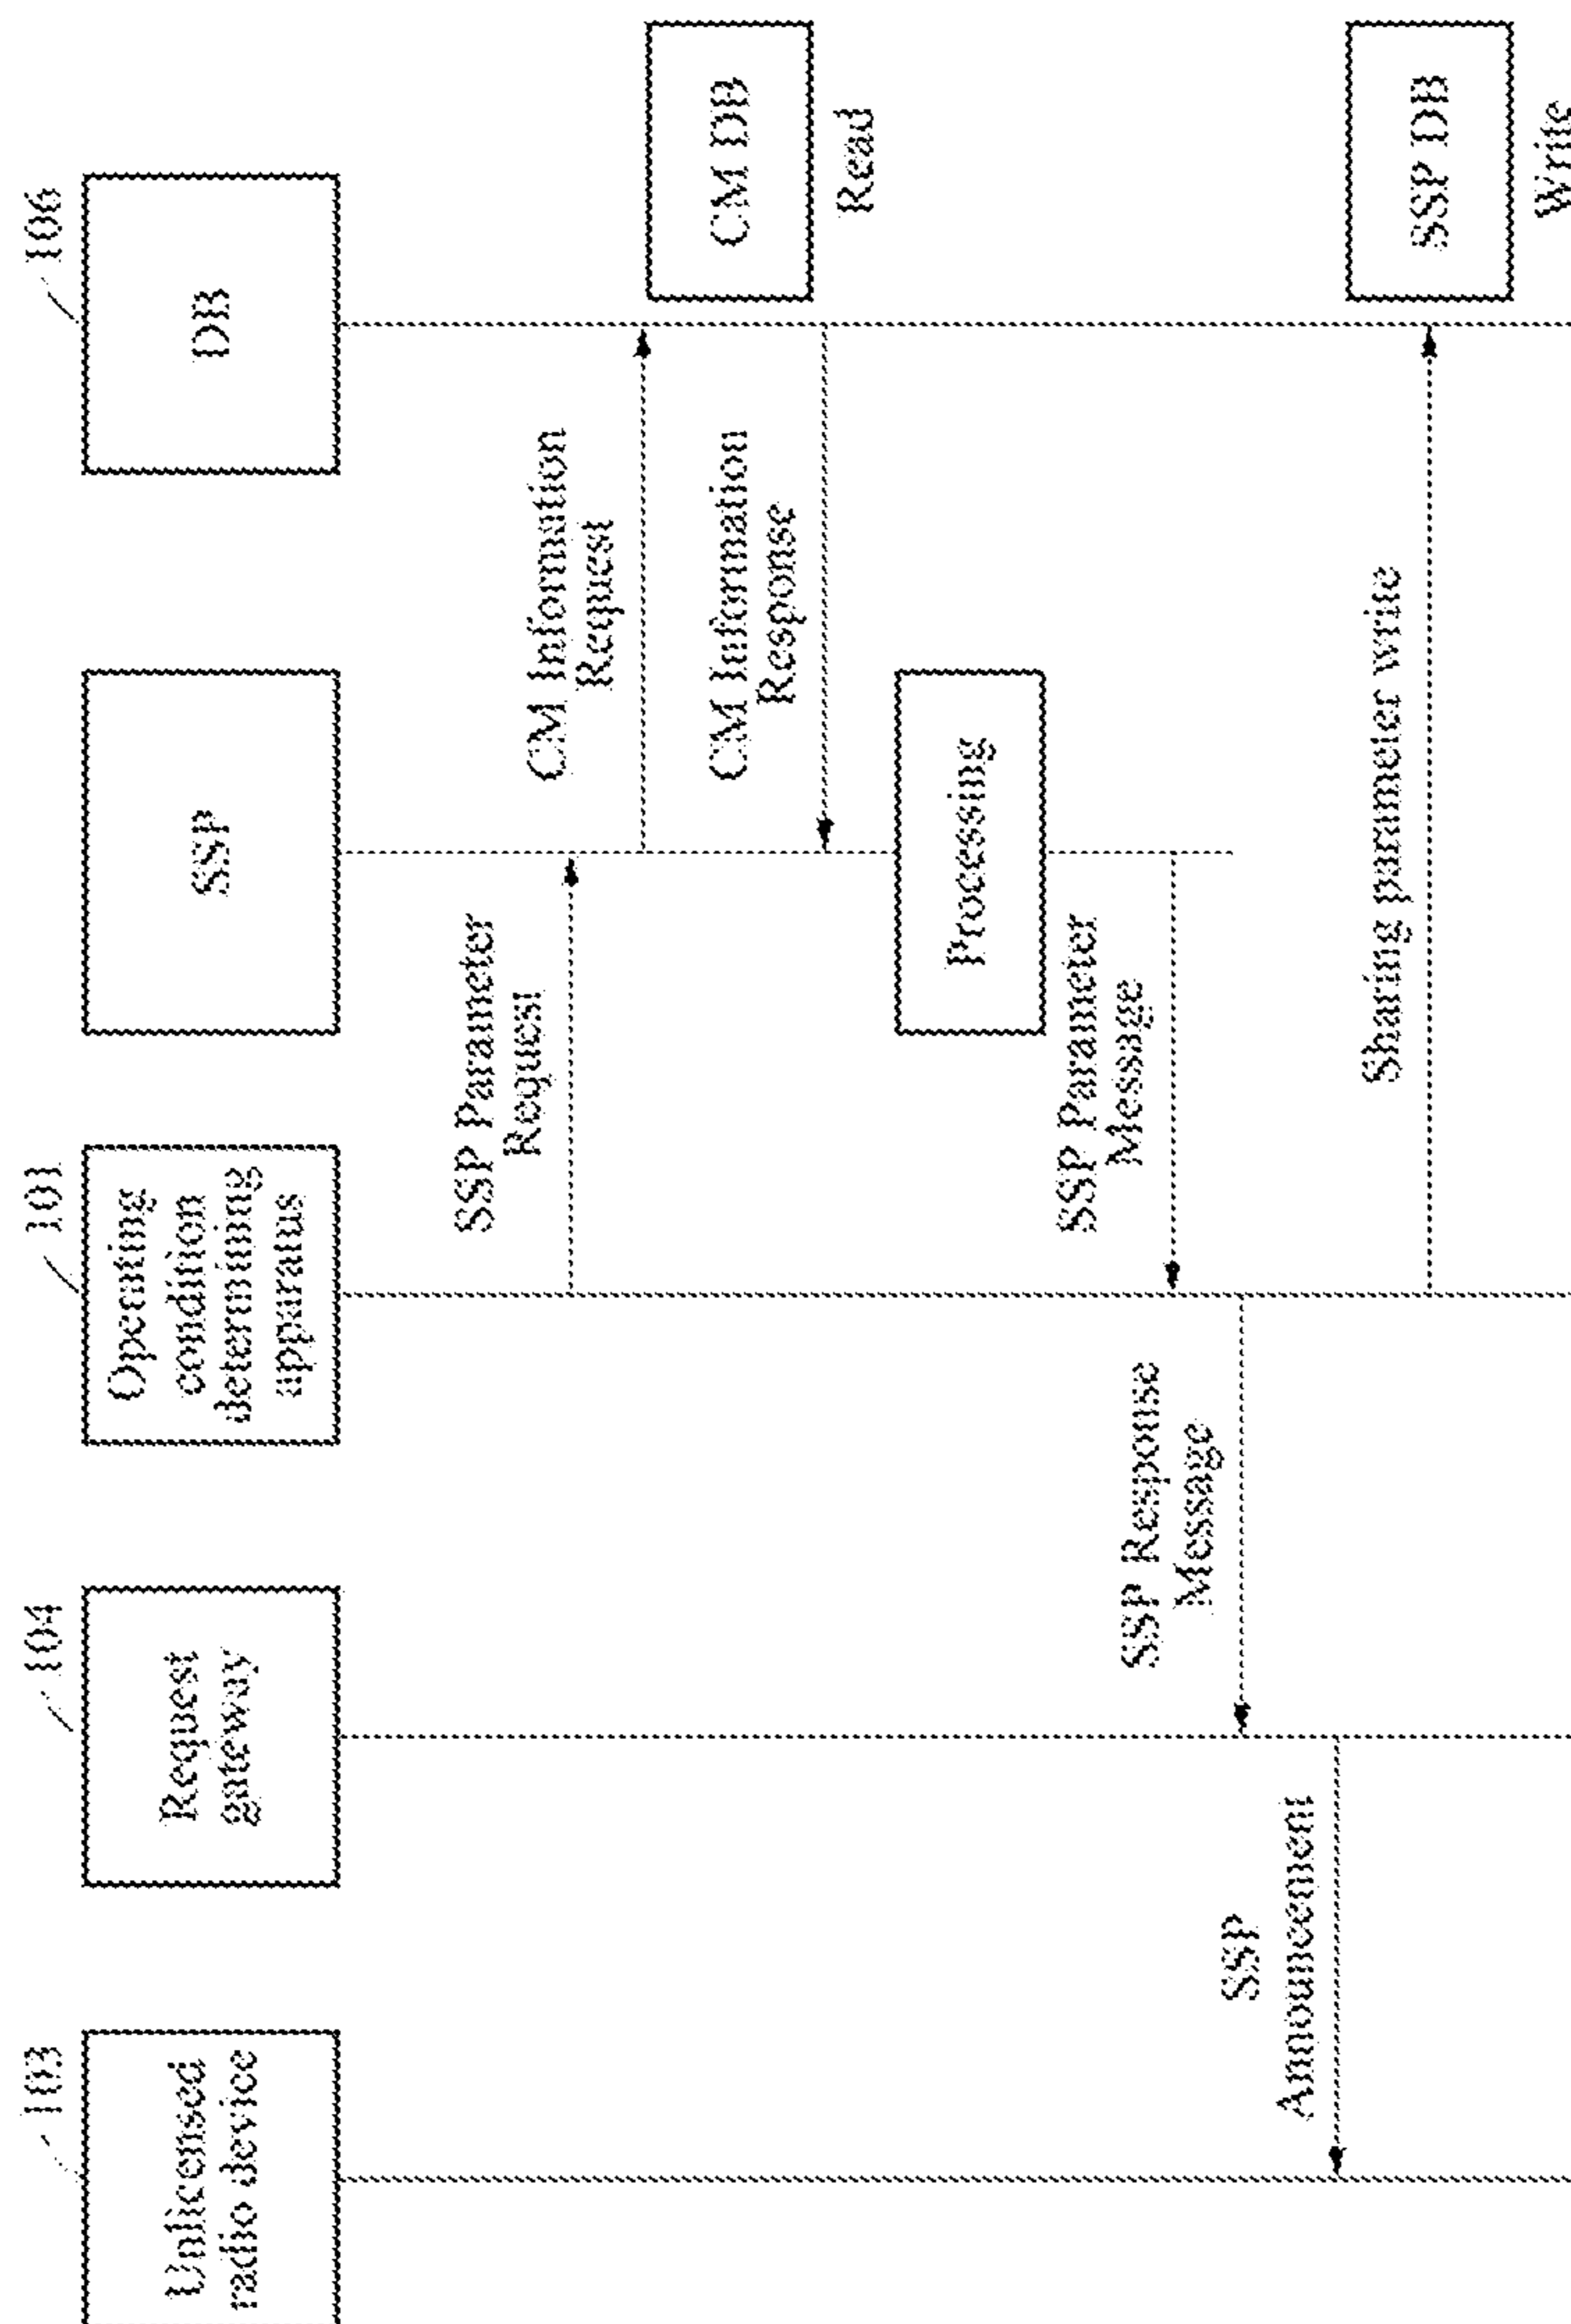 103
104
101
106
Unlicensed
radio device
Request
gateway
Operating
condition
determining
apparatus
SSP
DB
SSP Parameter
Request
CM Information
Request
CM DB
CM Information
Response
Read
Processing
SSP Parameter
Message
SSP Response
Message
SSP
Announcement
Sharing parameter write
SSP DB
Write